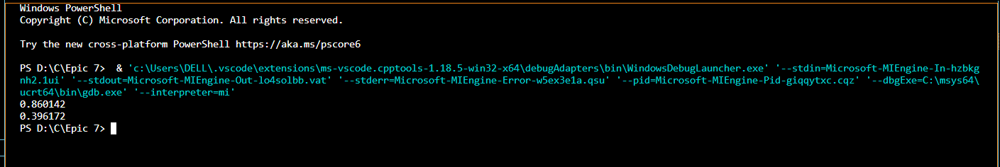 Windows PowerShell
Copyright (C) Microsoft Corporation. All rights reserved.
Try the new cross-platform PowerShell https://aka.ms/pscore6
PS D:\C\Epic 7>  & 'c:\Users\DELL\.vscode\extensions\ms-vscode.cpptools-1.18.5-win32-x64\debugAdapters\bin\WindowsDebugLauncher.exe' '--stdin=Microsoft-MIEngine-In-hzbkg
nh2.1ui' '--stdout=Microsoft-MIEngine-Out-lo4solbb.vat' '--stderr=Microsoft-MIEngine-Error-w5ex3e1a.qsu' '--pid=Microsoft-MIEngine-Pid-giqqytxc.cqz' '--dbgExe=C:\msys64\
ucrt64\bin\gdb.exe' '--interpreter=mi'
0.860142
0.396172
PS D:\C\Epic 7>